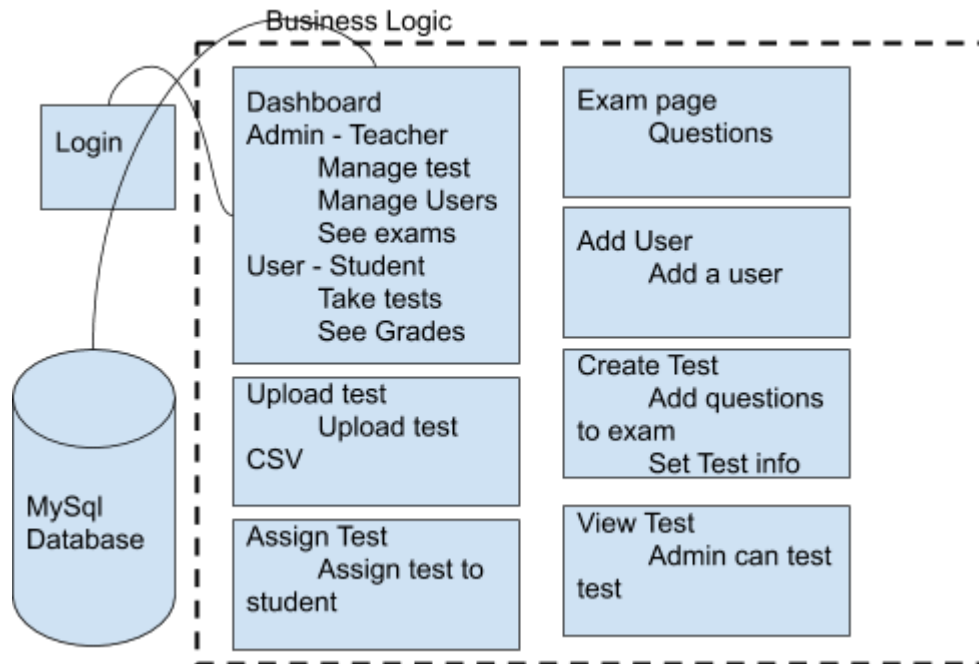 Business Logic
Login
Dashboard
Admin - Teacher
Manage test
Manage Users
See exams
User - Student
Take tests
See Grades
Upload test
Upload test
CSV
Assign Test
Assign test to
student
Exam page
Questions
Add User
Add a user
Create Test
Add questions
to exam
Set Test info
View Test
Admin can test
test
MySql
Database